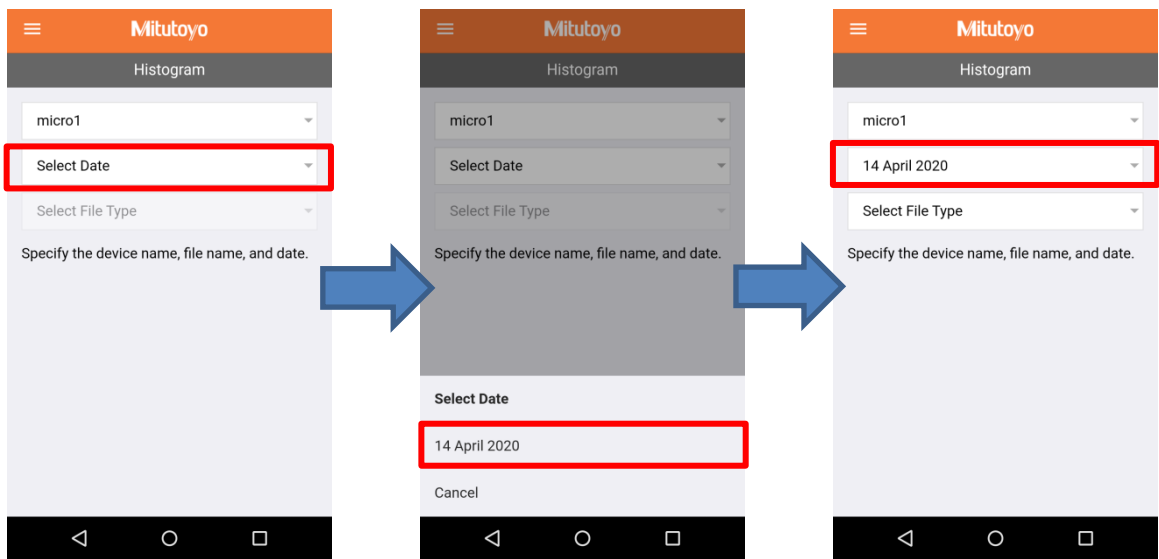 Mitutoyo
Histogram
micro1
Select Date
Select File Type
Specify the device name, file name, and date.
Mitutoyo
Histogram
micro1
Select Date
Select File Type
Specify the device name, file name, and date.
Select Date
14 April 2020
Cancel
Mitutoyo
Histogram
micro1
14 April 2020
Select File Type
Specify the device name, file name, and date.